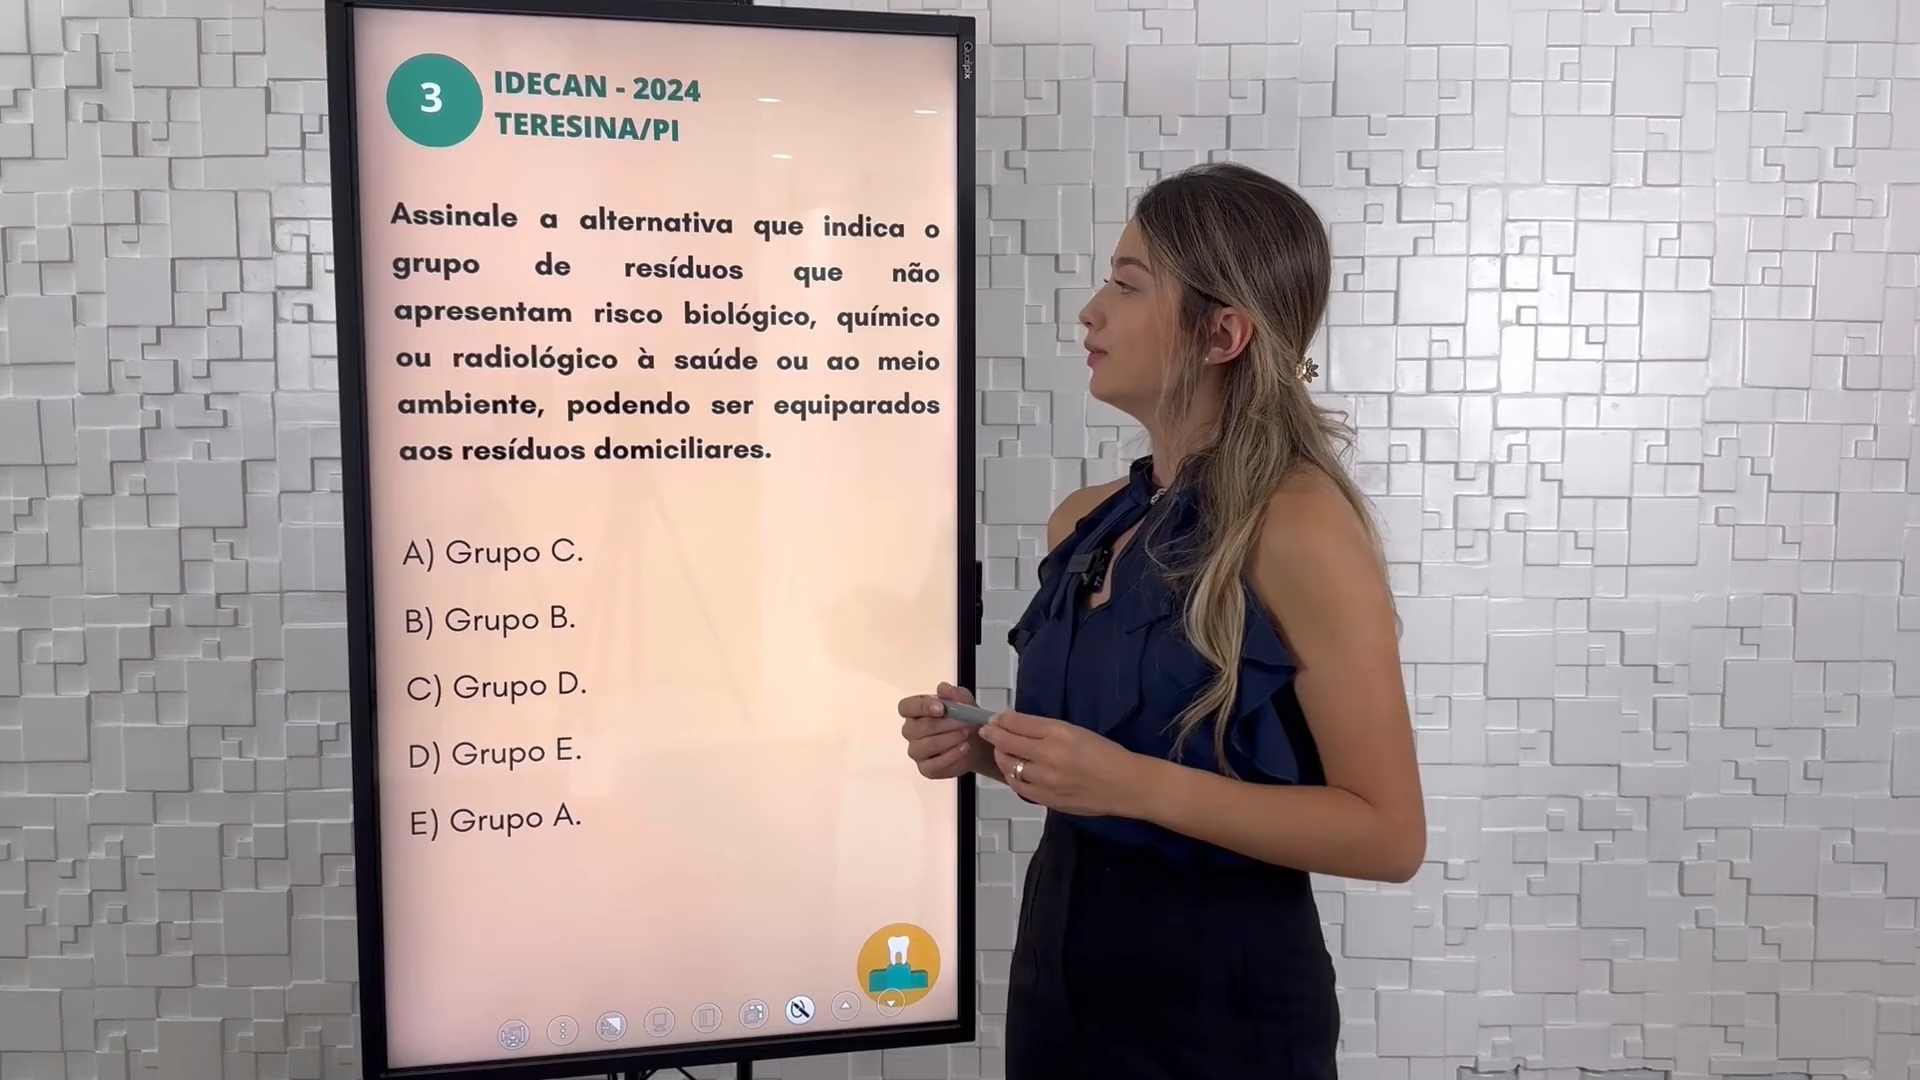 3
IDECAN - 2024
TERESINA/PI
Assinale a alternativa que indica o
grupo de resíduos que não
apresentam risco biológico, químico
ou radiológico à saúde ou ao meio
ambiente, podendo ser equiparados
aos resíduos domiciliares.
A) Grupo C.
B) Grupo B.
C) Grupo D.
D) Grupo E.
E) Grupo A.